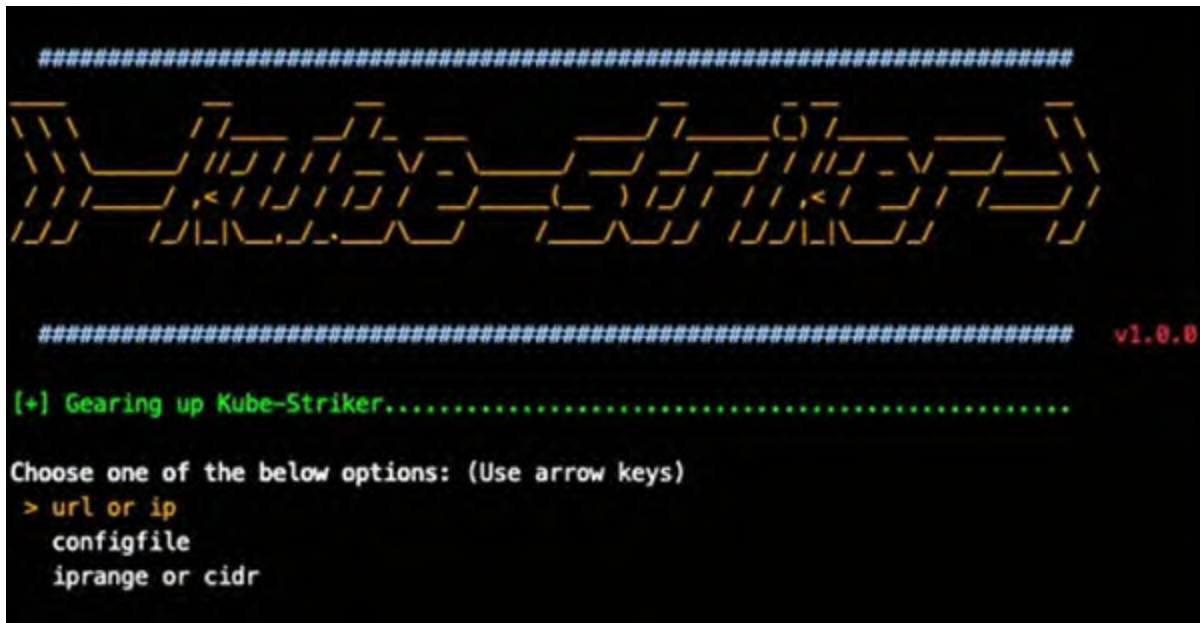 kube-striker
v1.0.0
[+] Gearing up Kube-Striker..................................................
Choose one of the below options: (Use arrow keys)
> url or ip
configfile
iprange or cidr